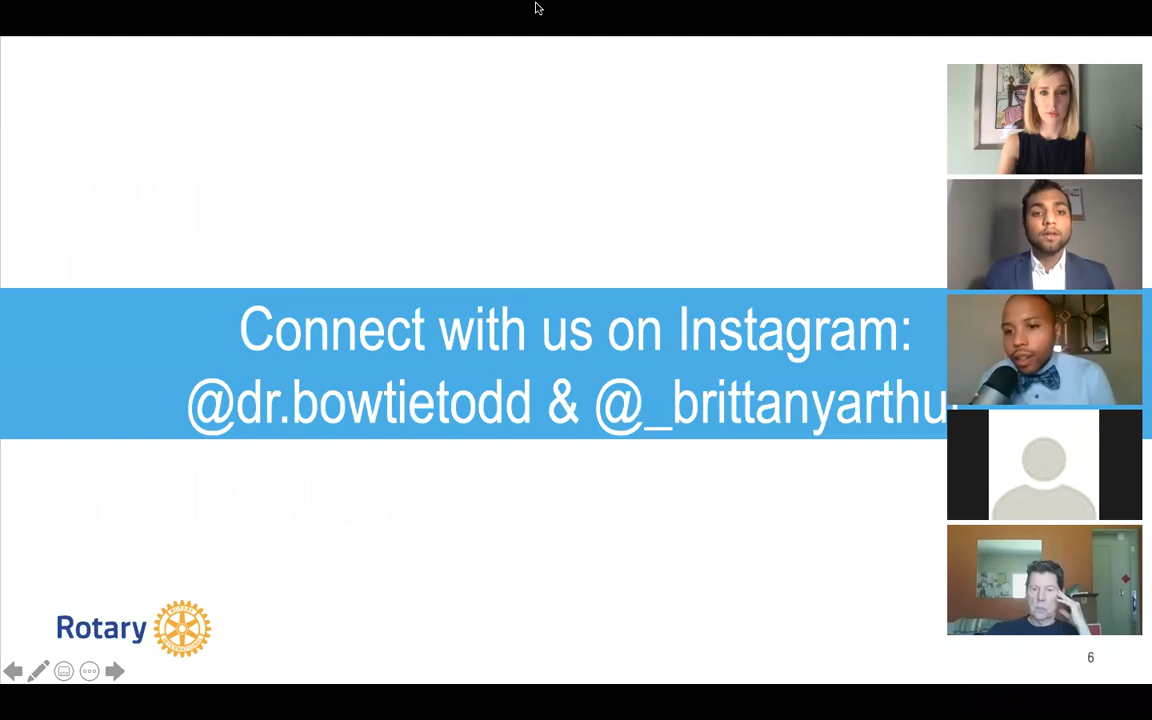 Connect with us on Instagram:
@dr.bowtietodd & @_brittanyarthu
Rotary
6